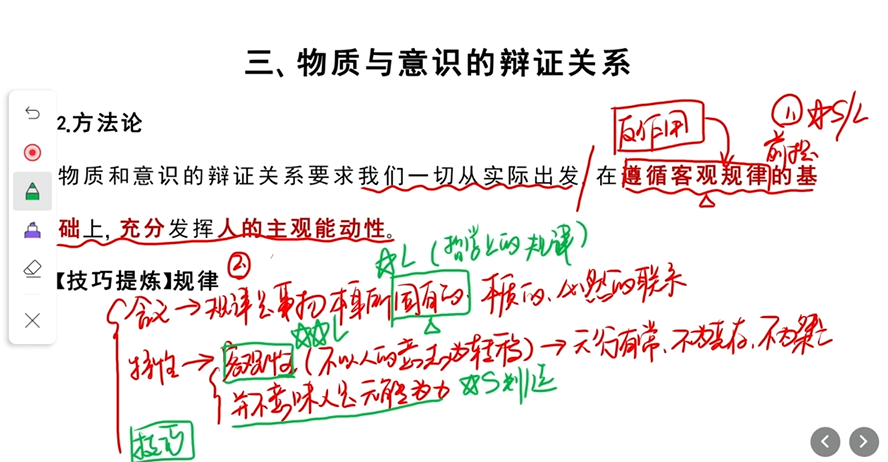 三、物质与意识的辩证关系
① ☆S/L
反作用 前提
2.方法论
物质和意识的辩证关系要求我们一切从实际出发/在遵循客观规律的基
础上,充分发挥人的主观能动性。
② ☆L(哲学上的规律)
【技巧提炼】规律
含义→规律是事物本身所固有的、本质的、必然的联系
☆☆L
特性→客观性(不以人的意志为转移)→天行有常、不为尧存、不为桀亡
并不意味人是无能为力 ☆S判断
技巧